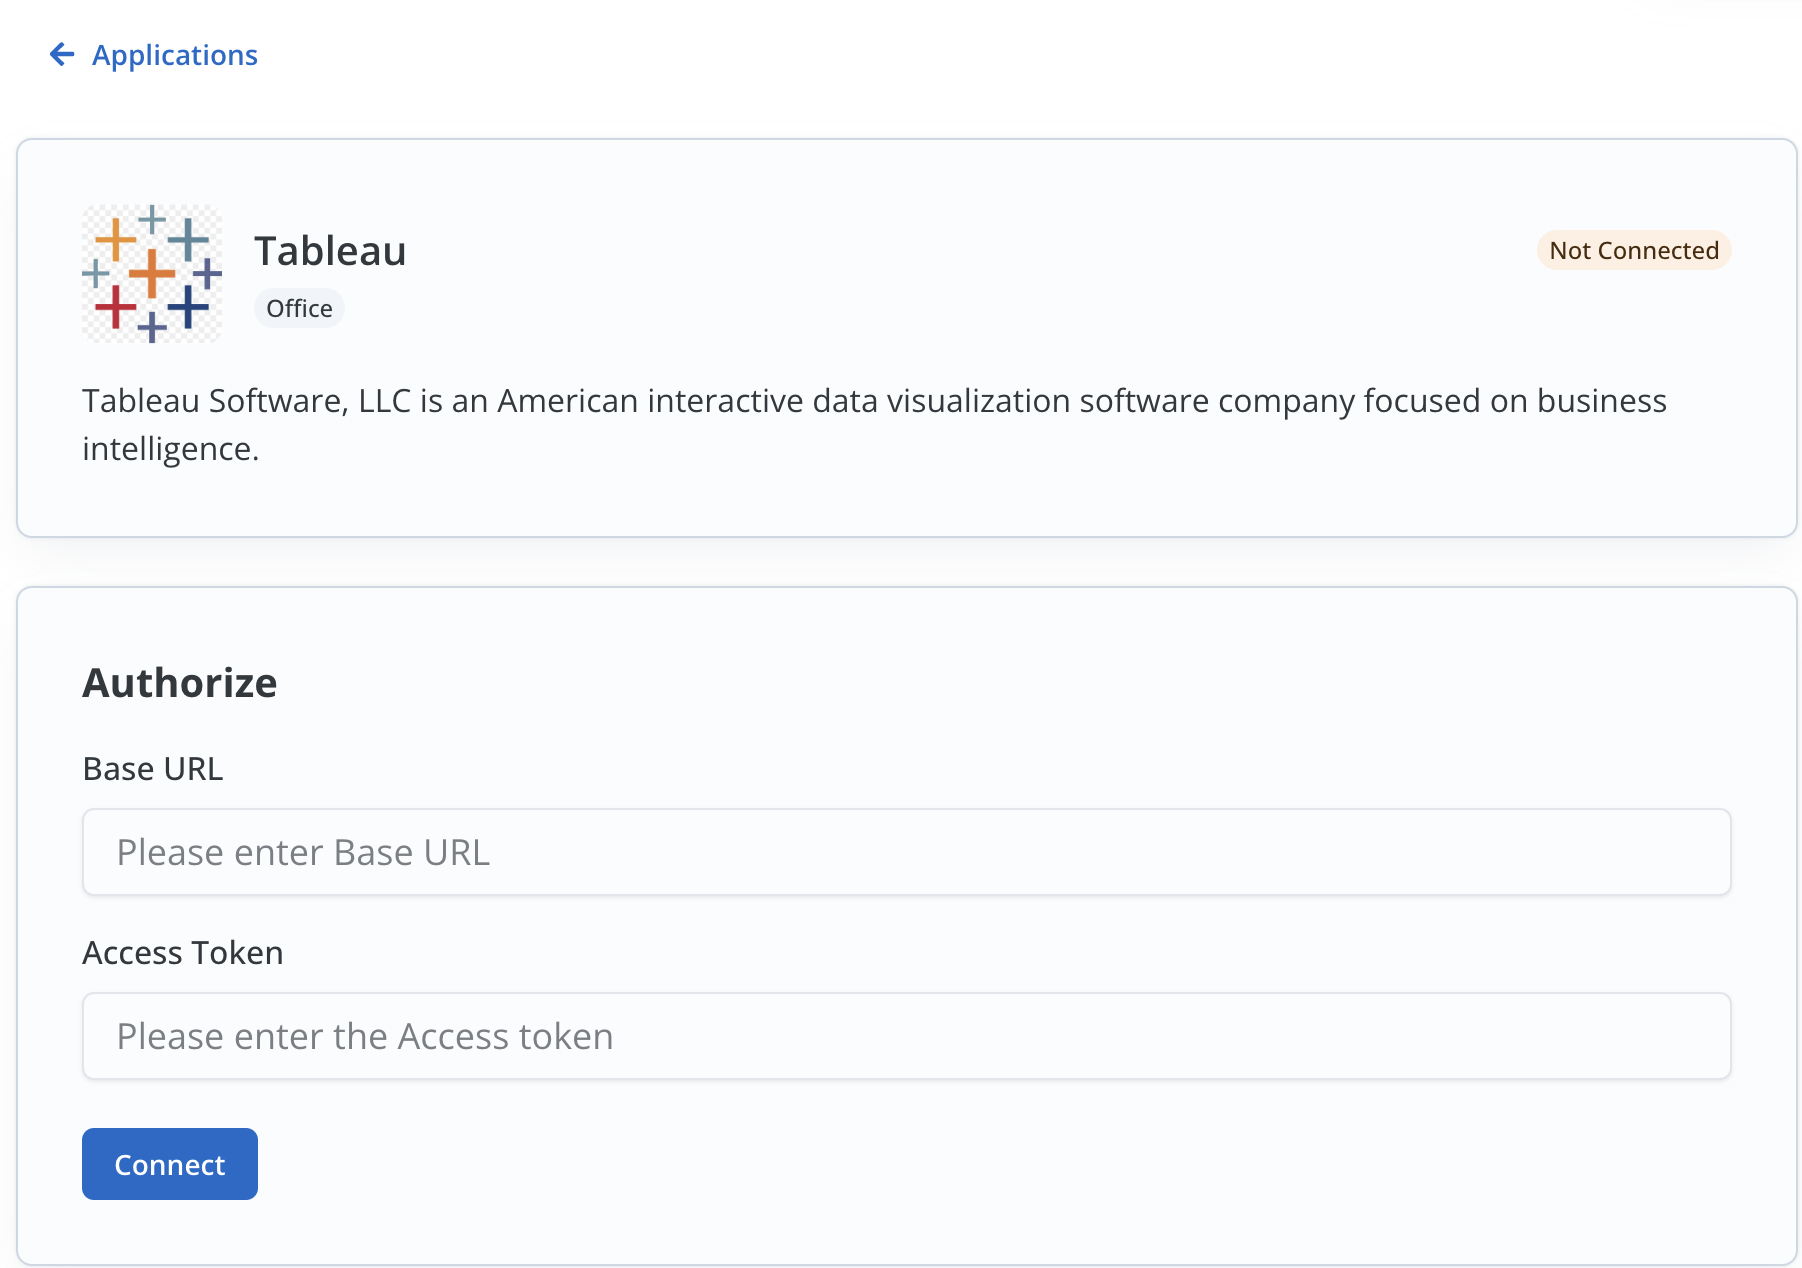 Applications
Tableau
Not Connected
Office
Tableau Software, LLC is an American interactive data visualization software company focused on business
intelligence.
Authorize
Base URL
Please enter Base URL
Access Token
Please enter the Access token
Connect